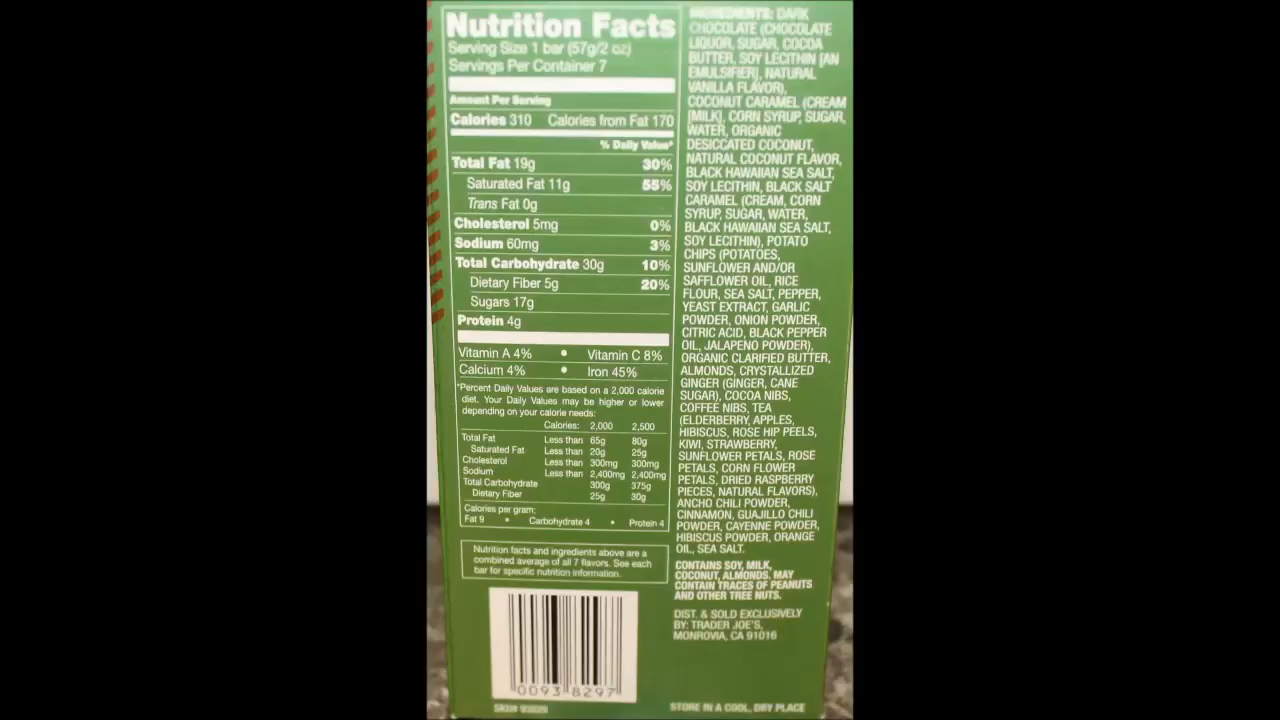 Nutrition Facts
Serving Size 1 bar (57g/2 oz)
Servings Per Container 7
Amount Per Serving
Calories 310 Calories from Fat 170
% Daily Value*
Total Fat 19g 30%
Saturated Fat 11g 55%
Trans Fat 0g
Cholesterol 5mg 0%
Sodium 60mg 3%
Total Carbohydrate 30g 10%
Dietary Fiber 5g 20%
Sugars 17g
Protein 4g
Vitamin A 4% • Vitamin C 8%
Calcium 4% • Iron 45%
*Percent Daily Values are based on a 2,000 calorie
diet. Your Daily Values may be higher or lower
depending on your calorie needs:
Calories: 2,000 2,500
Total Fat Less than 65g 80g
Saturated Fat Less than 20g 25g
Cholesterol Less than 300mg 300mg
Sodium Less than 2,400mg 2,400mg
Total Carbohydrate 300g 375g
Dietary Fiber 25g 30g
Calories per gram:
Fat 9 • Carbohydrate 4 • Protein 4
Nutrition facts and ingredients above are a
combined average of all 7 flavors. See each
bar for specific nutrition information.
0093 8297
INGREDIENTS: DARK
CHOCOLATE (CHOCOLATE
LIQUOR, SUGAR, COCOA
BUTTER, SOY LECITHIN [AN
EMULSIFIER], NATURAL
VANILLA FLAVOR),
COCONUT CARAMEL (CREAM
[MILK], CORN SYRUP, SUGAR,
WATER, ORGANIC
DESICCATED COCONUT,
NATURAL COCONUT FLAVOR,
BLACK HAWAIIAN SEA SALT,
SOY LECITHIN, BLACK SALT
CARAMEL (CREAM, CORN
SYRUP, SUGAR, WATER,
BLACK HAWAIIAN SEA SALT,
SOY LECITHIN), POTATO
CHIPS (POTATOES,
SUNFLOWER AND/OR
SAFFLOWER OIL, RICE
FLOUR, SEA SALT, PEPPER,
YEAST EXTRACT, GARLIC
POWDER, ONION POWDER,
CITRIC ACID, BLACK PEPPER
OIL, JALAPENO POWDER),
ORGANIC CLARIFIED BUTTER,
ALMONDS, CRYSTALLIZED
GINGER (GINGER, CANE
SUGAR), COCOA NIBS,
COFFEE NIBS, TEA
(ELDERBERRY, APPLES,
HIBISCUS, ROSE HIP PEELS,
KIWI, STRAWBERRY,
SUNFLOWER PETALS, ROSE
PETALS, CORN FLOWER
PETALS, DRIED RASPBERRY
PIECES, NATURAL FLAVORS),
ANCHO CHILI POWDER,
CINNAMON, GUAJILLO CHILI
POWDER, CAYENNE POWDER,
HIBISCUS POWDER, ORANGE
OIL, SEA SALT.
CONTAINS SOY, MILK,
COCONUT, ALMONDS. MAY
CONTAIN TRACES OF PEANUTS
AND OTHER TREE NUTS.
DIST. & SOLD EXCLUSIVELY
BY: TRADER JOE'S,
MONROVIA, CA 91016
STORE IN A COOL, DRY PLACE